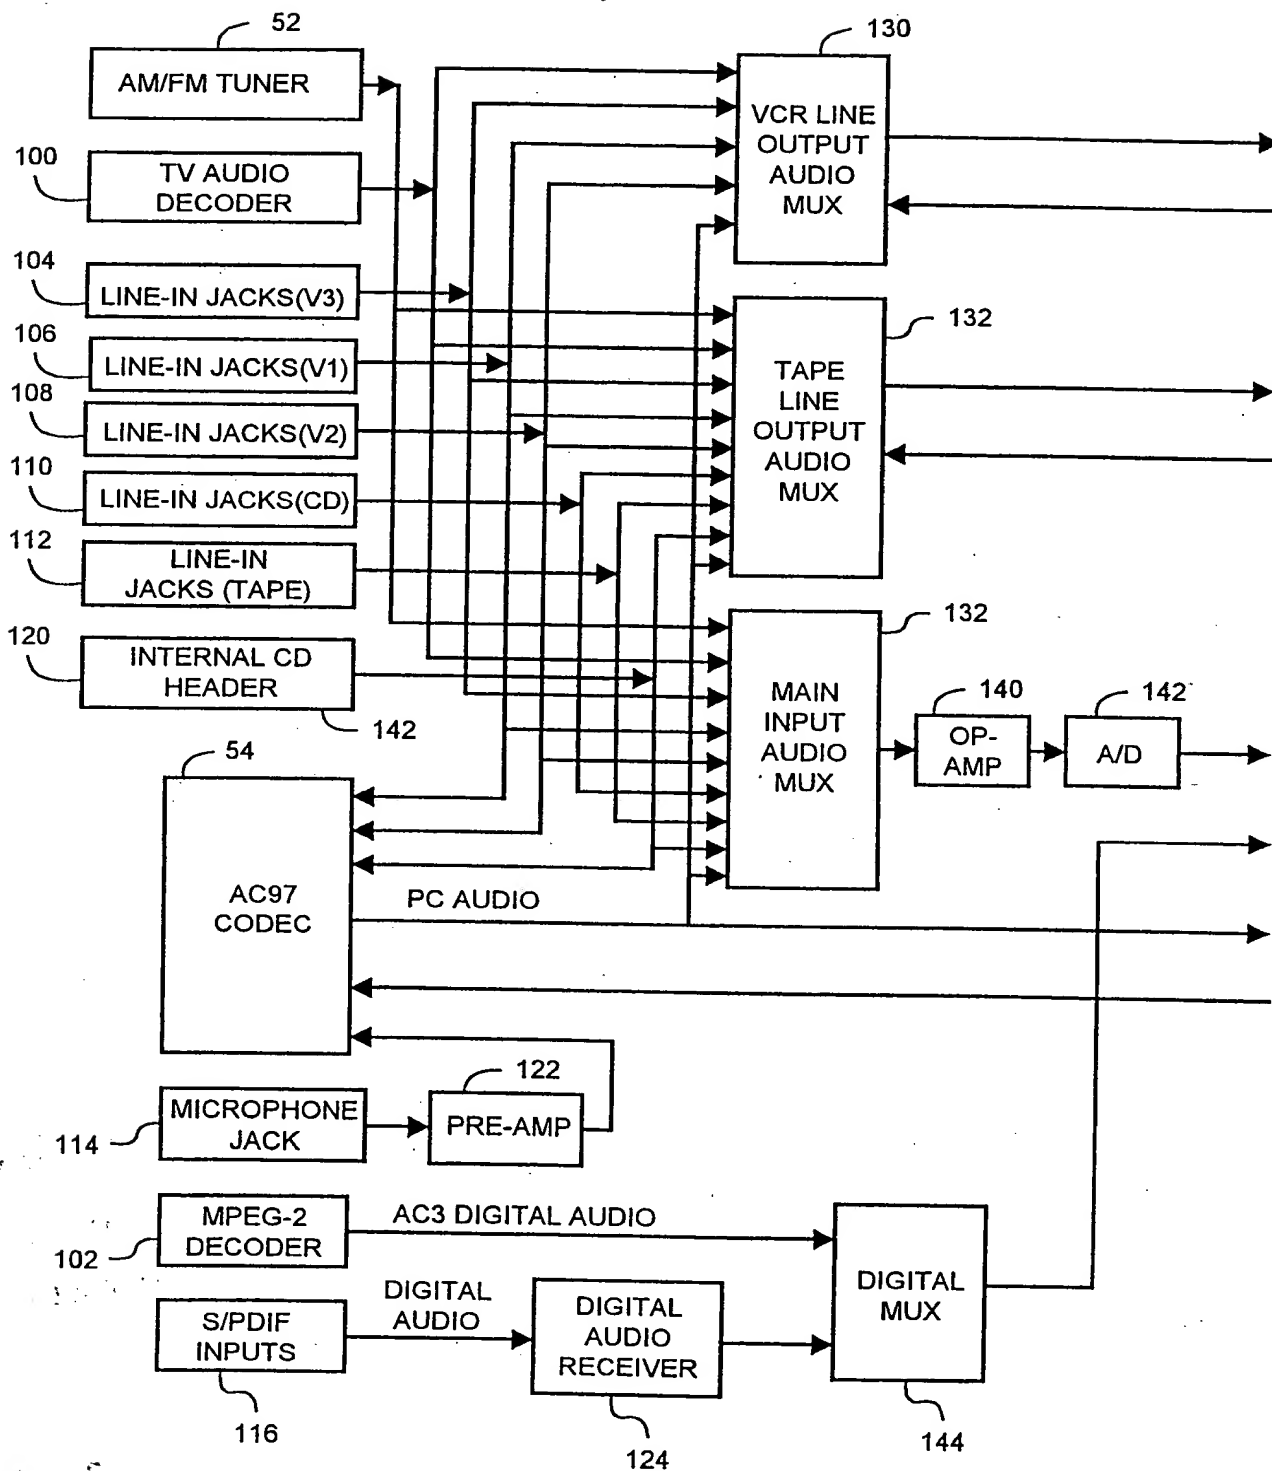 52
AM/FM TUNER
100
TV AUDIO
DECODER
104
LINE-IN JACKS(V3)
106
LINE-IN JACKS(V1)
108
LINE-IN JACKS(V2)
110
LINE-IN JACKS(CD)
112
LINE-IN
JACKS (TAPE)
120
INTERNAL CD
HEADER
142
130
VCR LINE
OUTPUT
AUDIO
MUX
132
TAPE
LINE
OUTPUT
AUDIO
MUX
132
MAIN
INPUT
AUDIO
MUX
140
OP-
AMP
142
A/D
54
AC97
CODEC
PC AUDIO
114
MICROPHONE
JACK
122
PRE-AMP
102
MPEG-2
DECODER
AC3 DIGITAL AUDIO
S/PDIF
INPUTS
116
DIGITAL
AUDIO
DIGITAL
AUDIO
RECEIVER
124
DIGITAL
MUX
144